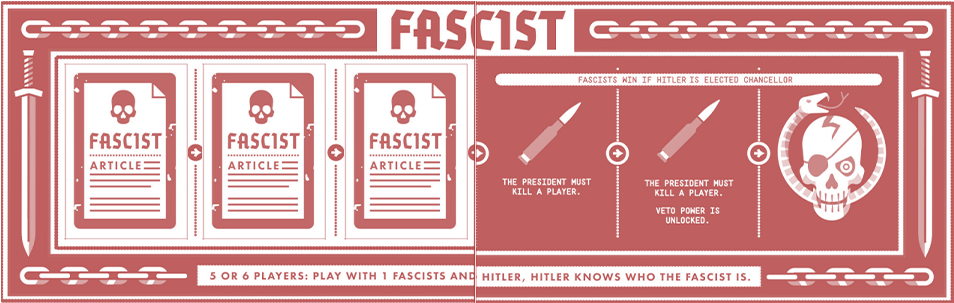 FASCIST
FASCISTS WIN IF HITLER IS ELECTED CHANCELLOR
FASCIST
ARTICLE
FASCIST
ARTICLE
FASCIST
ARTICLE
THE PRESIDENT MUST
KILL A PLAYER.
THE PRESIDENT MUST
KILL A PLAYER.
VETO POWER IS
UNLOCKED.
5 OR 6 PLAYERS: PLAY WITH 1 FASCISTS AND HITLER, HITLER KNOWS WHO THE FASCIST IS.